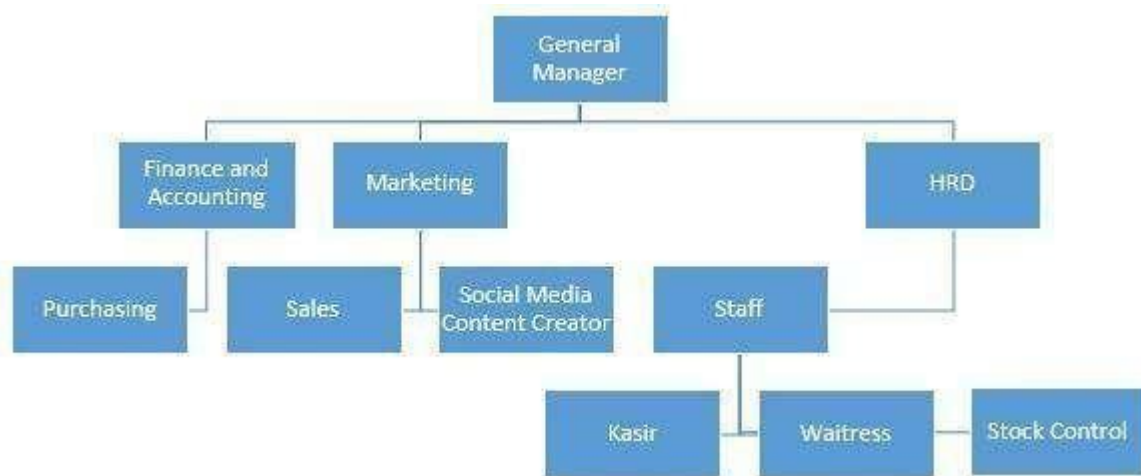 General
Manager
Finance and
Accounting
Marketing
HRD
Purchasing
Sales
Social Media
Content Creator
Staff
Kasir
Waitress
Stock Control